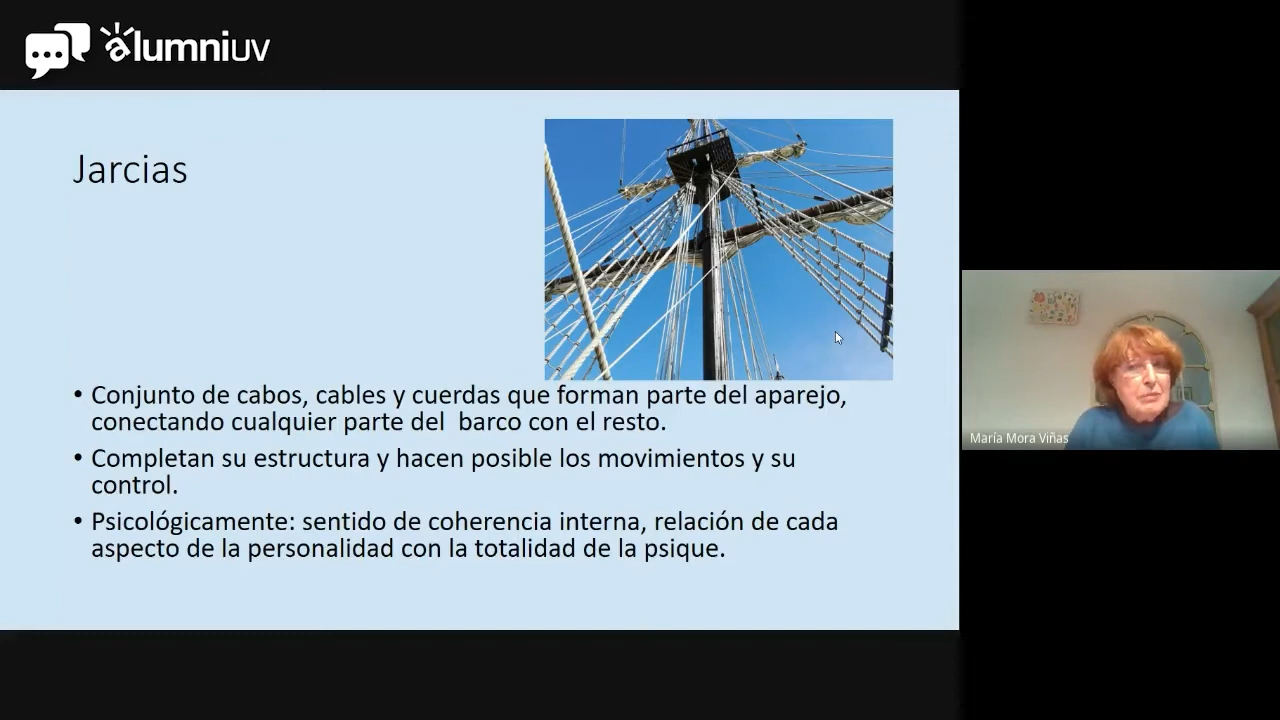 alumniuv
Jarcias
• Conjunto de cabos, cables y cuerdas que forman parte del aparejo,
conectando cualquier parte del  barco con el resto.
• Completan su estructura y hacen posible los movimientos y su
control.
• Psicológicamente: sentido de coherencia interna, relación de cada
aspecto de la personalidad con la totalidad de la psique.
María Mora Viñas